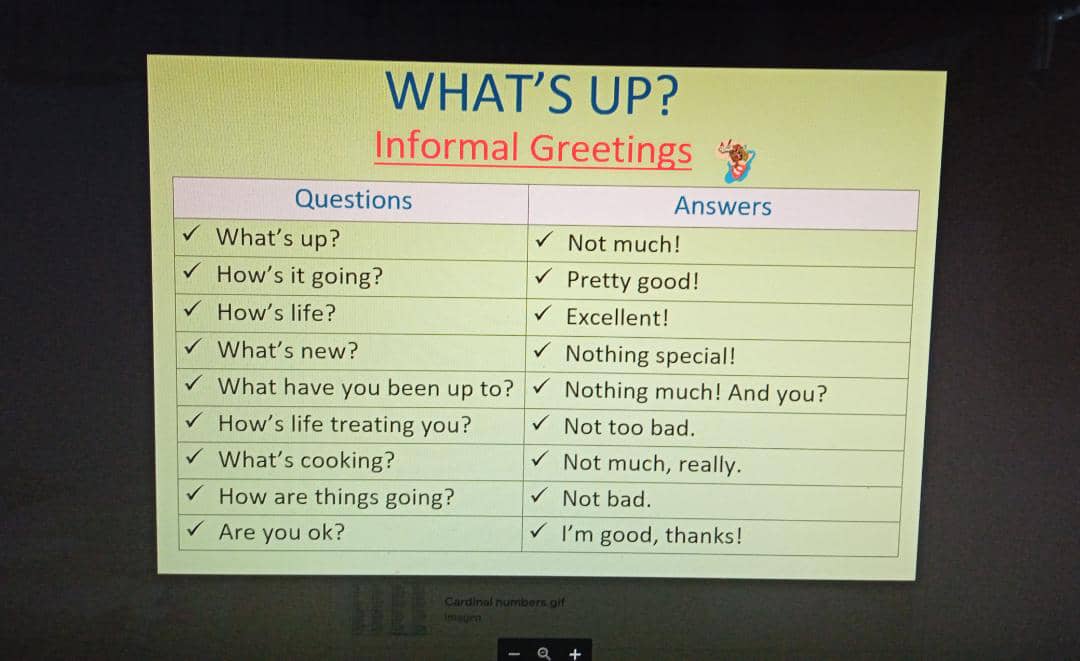 WHAT'S UP?
Informal Greetings
Questions Answers
✓ What's up? ✓ Not much!
✓ How's it going? ✓ Pretty good!
✓ How's life? ✓ Excellent!
✓ What's new? ✓ Nothing special!
✓ What have you been up to? ✓ Nothing much! And you?
✓ How's life treating you? ✓ Not too bad.
✓ What's cooking? ✓ Not much, really.
✓ How are things going? ✓ Not bad.
✓ Are you ok? ✓ I'm good, thanks!
Cardinal numbers.gif
Imagen